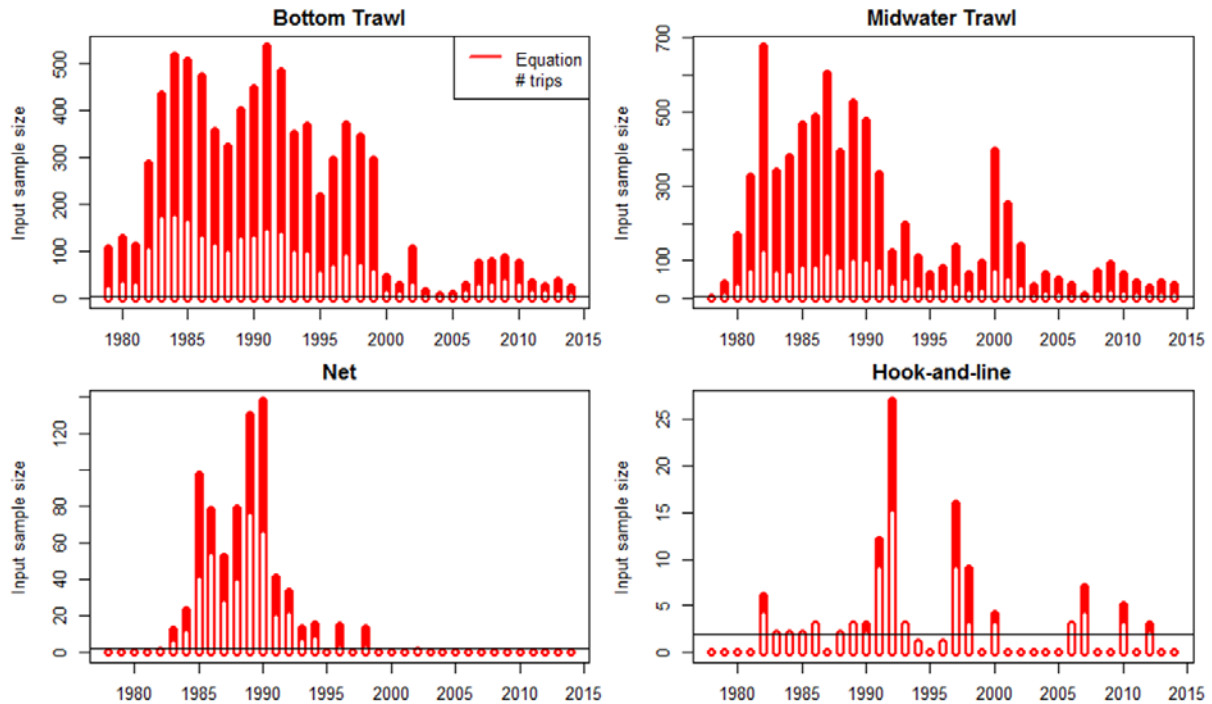 Bottom Trawl
Input sample size
0 100 200 300 400 500
Equation
# trips
1980 1985 1990 1995 2000 2005 2010 2015
Midwater Trawl
Input sample size
0 100 300 500 700
1980 1985 1990 1995 2000 2005 2010 2015
Net
Input sample size
0 20 40 60 80 120
1980 1985 1990 1995 2000 2005 2010 2015
Hook-and-line
Input sample size
0 5 10 15 20 25
1980 1985 1990 1995 2000 2005 2010 2015